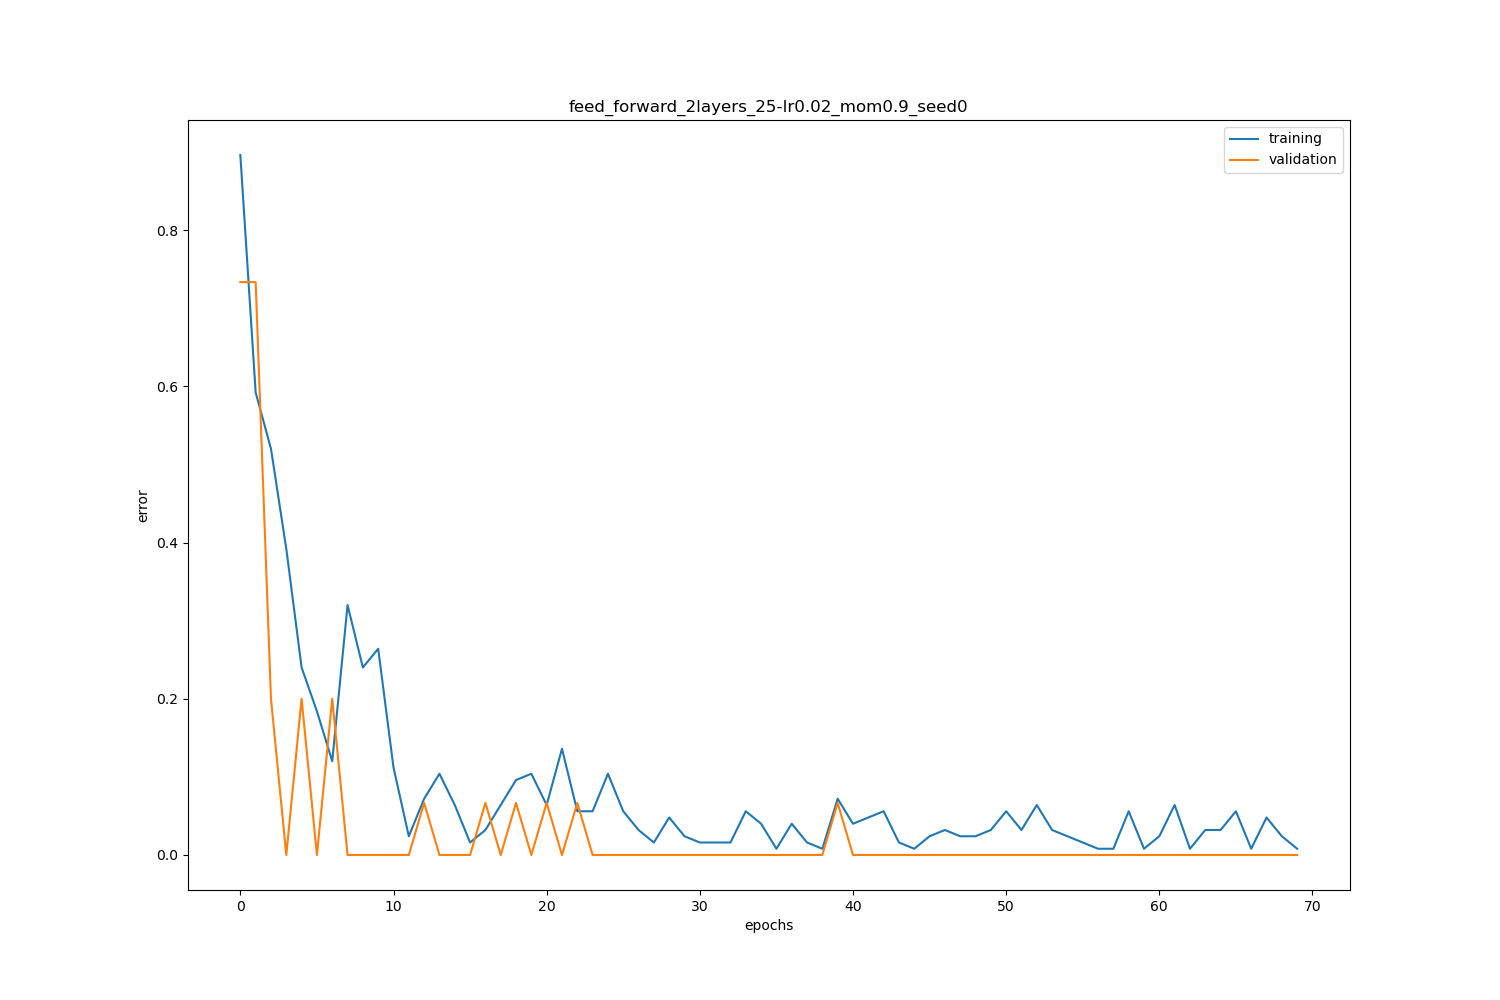 feed_forward_2layers_25-lr0.02_mom0.9_seed0
training
validation
0.8
0.6
0.4
0.2
0.0
error
0 10 20 30 40 50 60 70
epochs